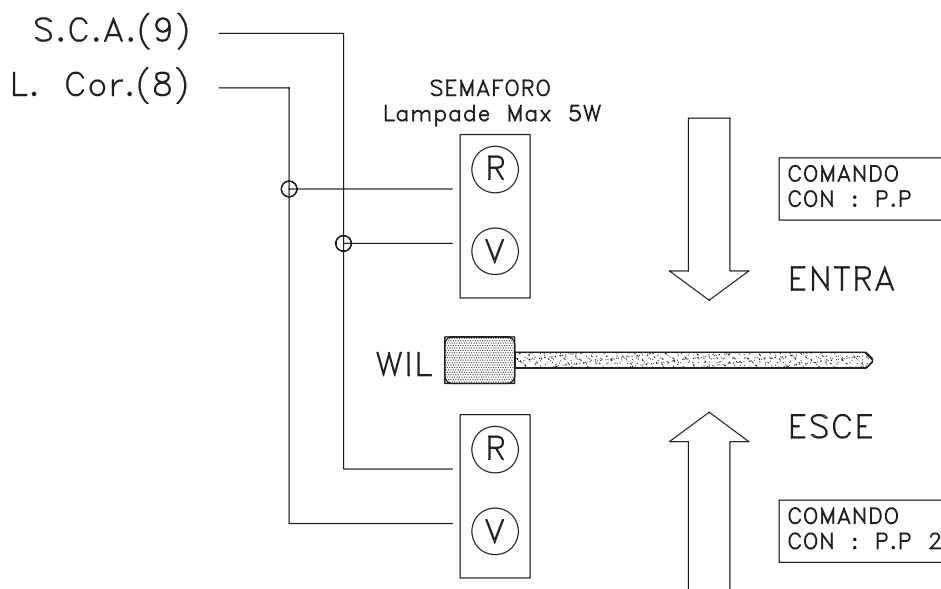 S.C.A.(9)
L. Cor.(8)
SEMAFORO
Lampade Max 5W
R
V
COMANDO
CON : P.P
ENTRA
WIL
ESCE
R
V
COMANDO
CON : P.P 2